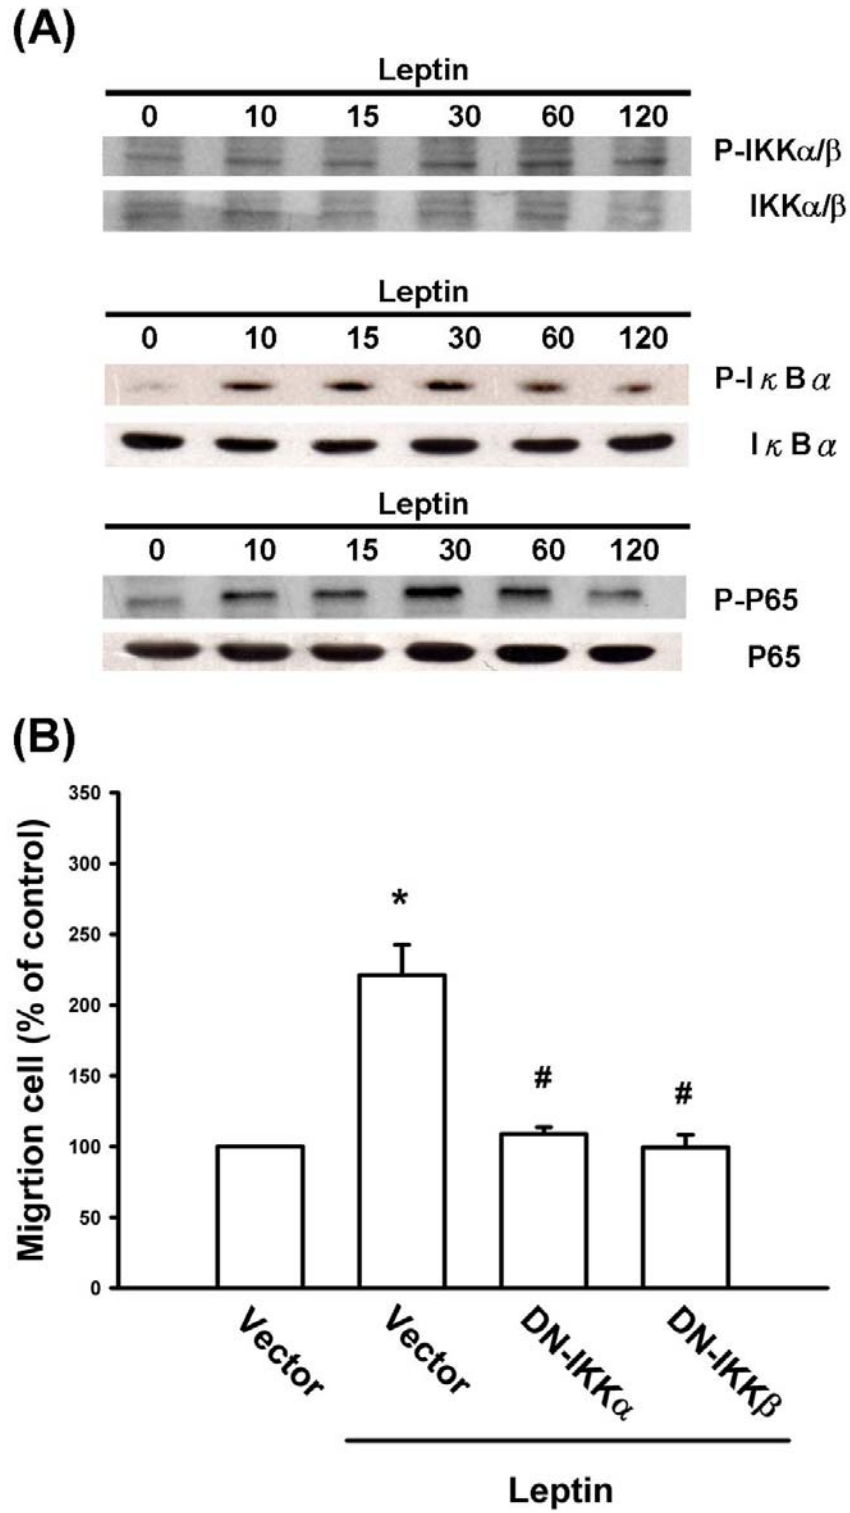 (A)
Leptin
0 10 15 30 60 120
P-IKKα/β
IKKα/β
Leptin
0 10 15 30 60 120
P-IκBα
IκBα
Leptin
0 10 15 30 60 120
P-P65
P65
(B)
Migrtion cell (% of control)
350
300
250
200
150
100
50
0
*
#
#
Vector
Vector
DN-IKKα
DN-IKKβ
Leptin